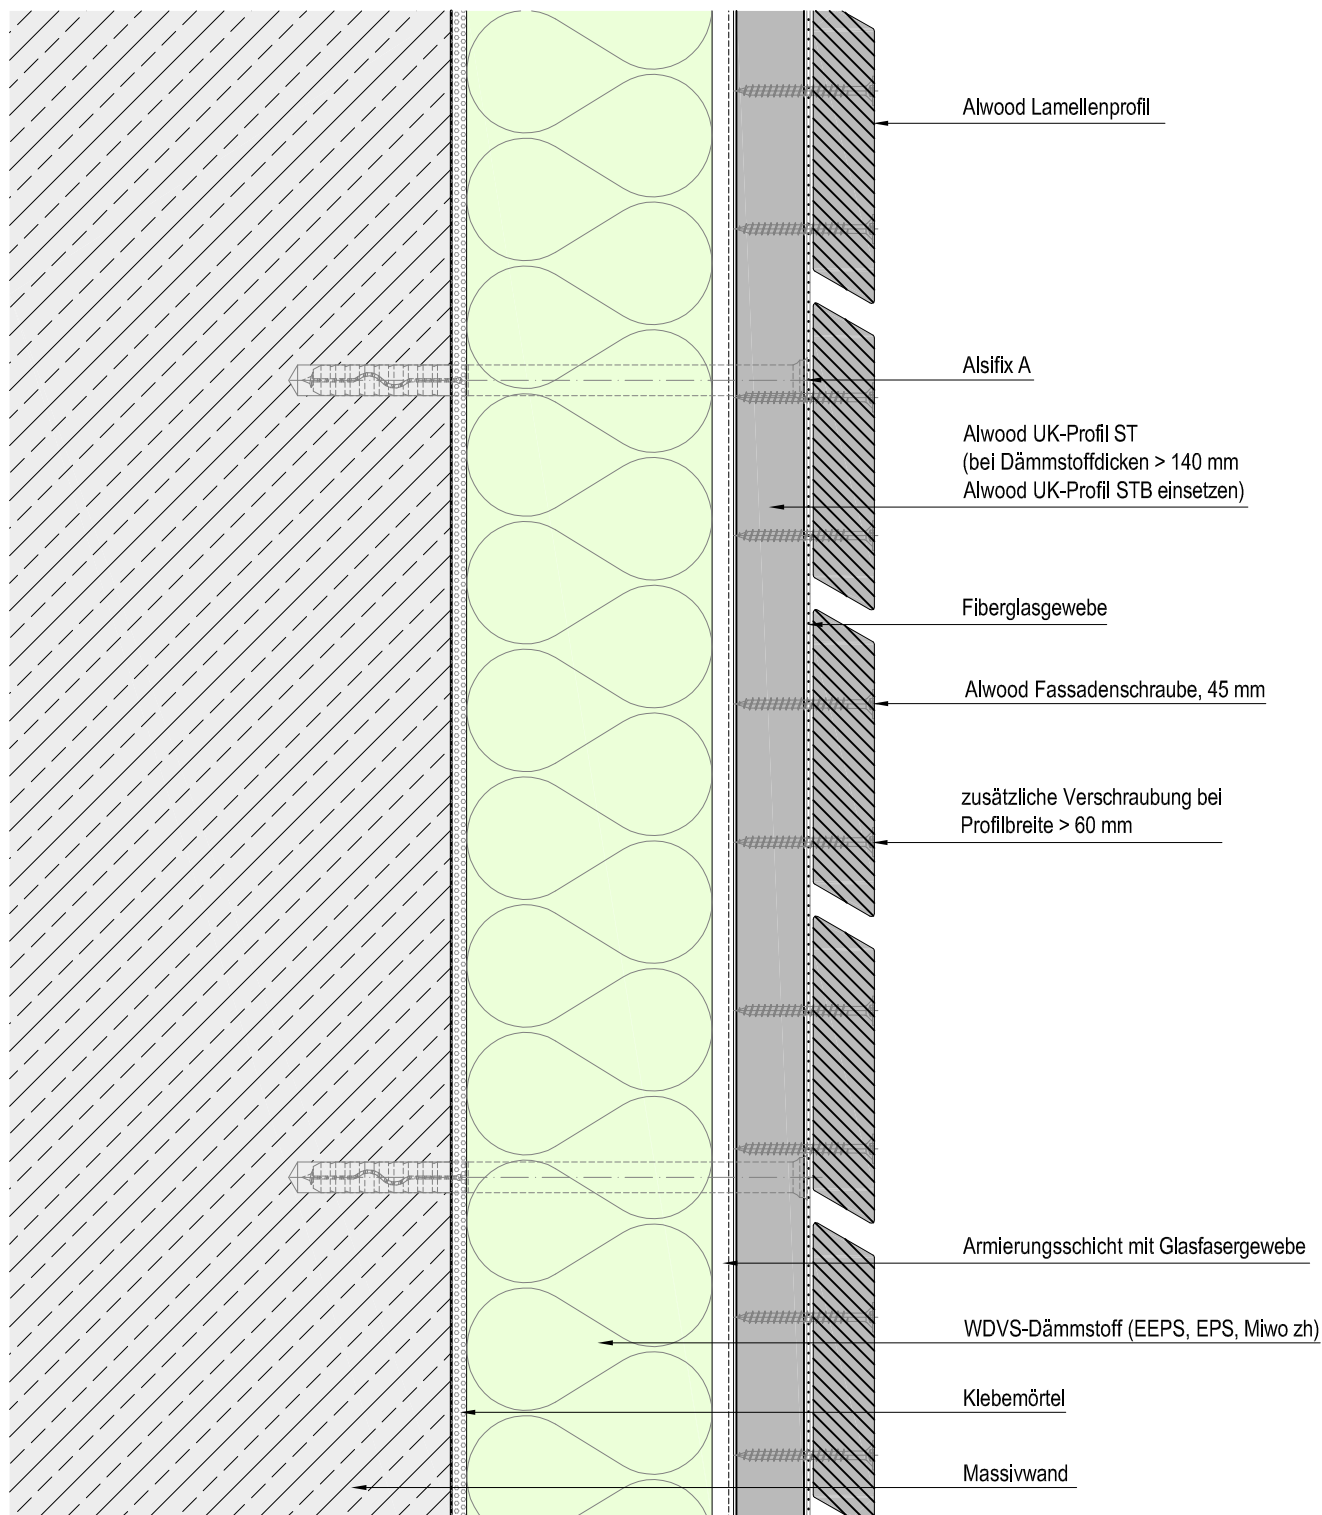 Alwood Lamellenprofil
Alsifix A
Alwood UK-Profil ST
(bei Dämmstoffdicken > 140 mm
Alwood UK-Profil STB einsetzen)
Fiberglasgewebe
Alwood Fassadenschraube, 45 mm
zusätzliche Verschraubung bei
Profilbreite > 60 mm
Armierungsschicht mit Glasfasergewebe
WDVS-Dämmstoff (EEPS, EPS, Miwo zh)
Klebemörtel
Massivwand